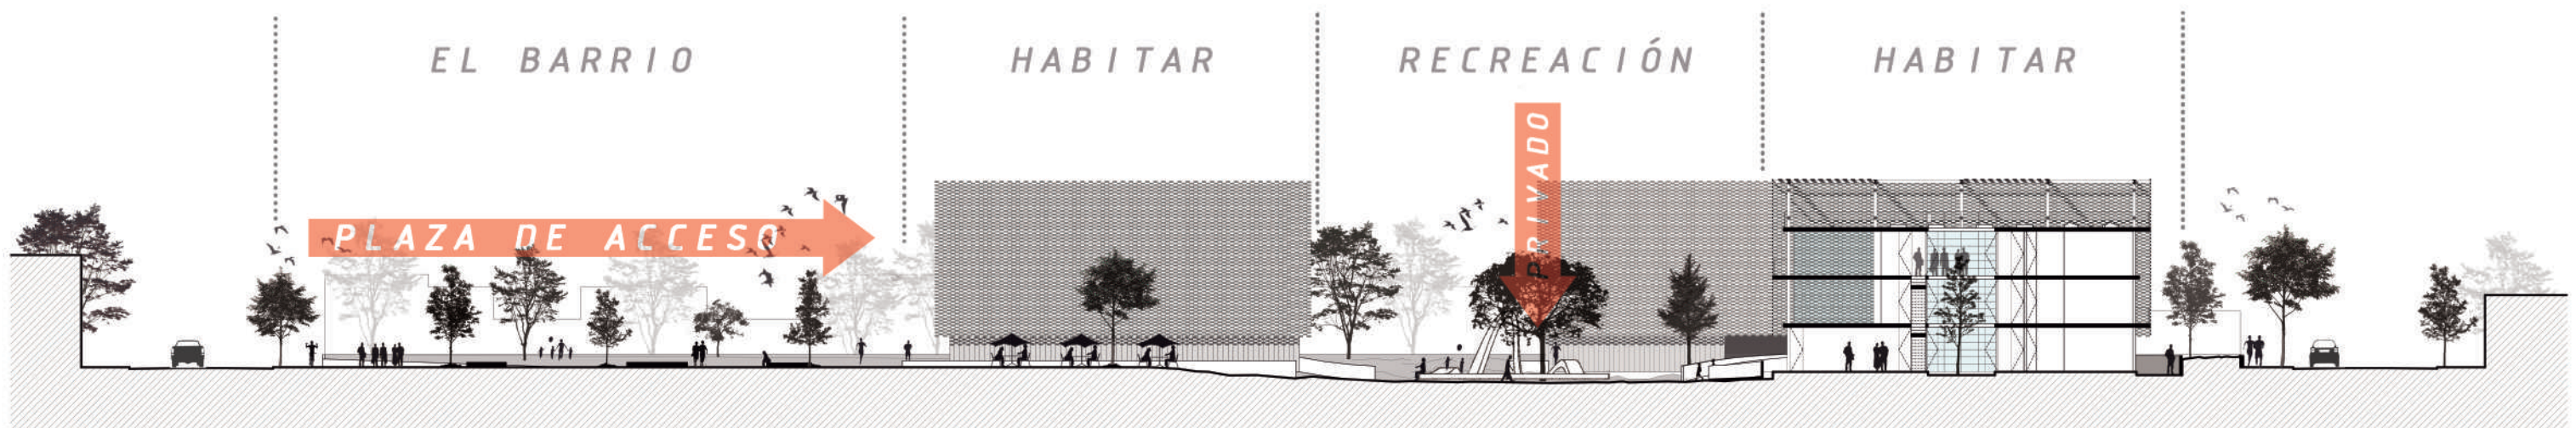 EL BARRIO
HABITAR
RECREACIÓN
HABITAR
PLAZA DE ACCESO
PRIVADO